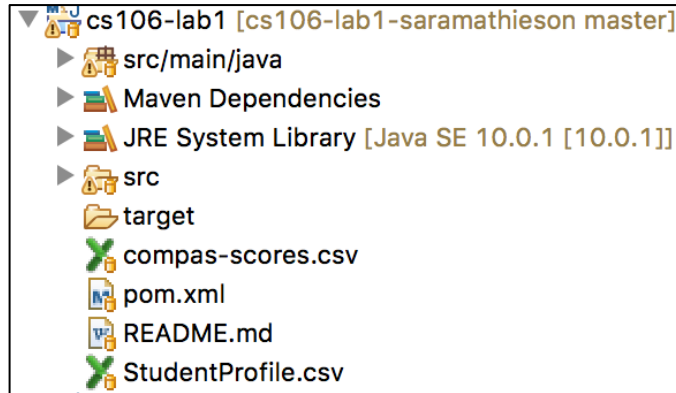 cs106-lab1 [cs106-lab1-saramathieson master]
src/main/java
Maven Dependencies
JRE System Library [Java SE 10.0.1 [10.0.1]]
src
target
compas-scores.csv
pom.xml
README.md
StudentProfile.csv